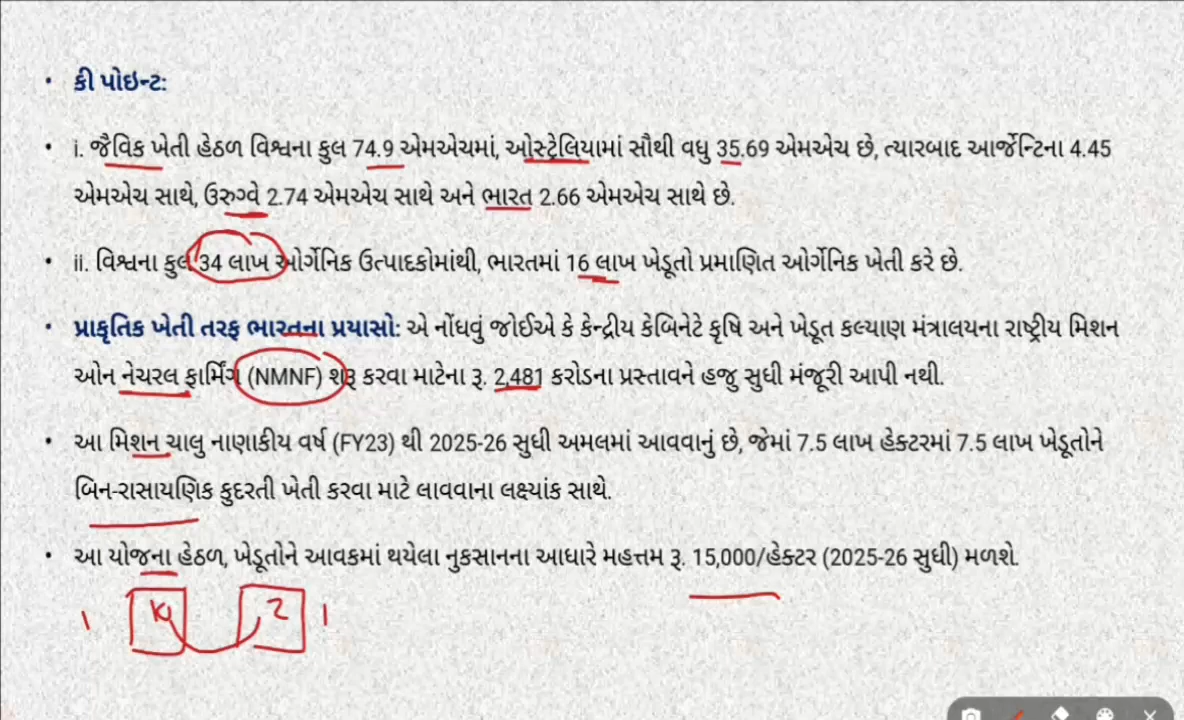 • કી પોઇન્ટ:
• i. જૈવિક ખેતી હેઠળ વિશ્વના કુલ 74.9 એમએચમાં, ઓસ્ટ્રેલિયામાં સૌથી વધુ 35.69 એમએચ છે, ત્યારબાદ આર્જેન્ટિના 4.45
એમએચ સાથે, ઉરુગ્વે 2.74 એમએચ સાથે અને ભારત 2.66 એમએચ સાથે છે.
• ii. વિશ્વના કુલ 34 લાખ ઓર્ગેનિક ઉત્પાદકોમાંથી, ભારતમાં 16 લાખ ખેડૂતો પ્રમાણિત ઓર્ગેનિક ખેતી કરે છે.
• પ્રાકૃતિક ખેતી તરફ ભારતના પ્રયાસો: એ નોંધવું જોઈએ કે કેન્દ્રીય કેબિનેટે કૃષિ અને ખેડૂત કલ્યાણ મંત્રાલયના રાષ્ટ્રીય મિશન
ઓન નેચરલ ફાર્મિંગ (NMNF) શરૂ કરવા માટેના રૂ. 2,481 કરોડના પ્રસ્તાવને હજુ સુધી મંજૂરી આપી નથી.
• આ મિશન ચાલુ નાણાકીય વર્ષ (FY23) થી 2025-26 સુધી અમલમાં આવવાનું છે, જેમાં 7.5 લાખ હેક્ટરમાં 7.5 લાખ ખેડૂતોને
બિન-રાસાયણિક કુદરતી ખેતી કરવા માટે લાવવાના લક્ષ્યાંક સાથે.
• આ યોજના હેઠળ, ખેડૂતોને આવકમાં થયેલા નુકસાનના આધારે મહત્તમ રૂ. 15,000/હેક્ટર (2025-26 સુધી) મળશે.
1 2 1